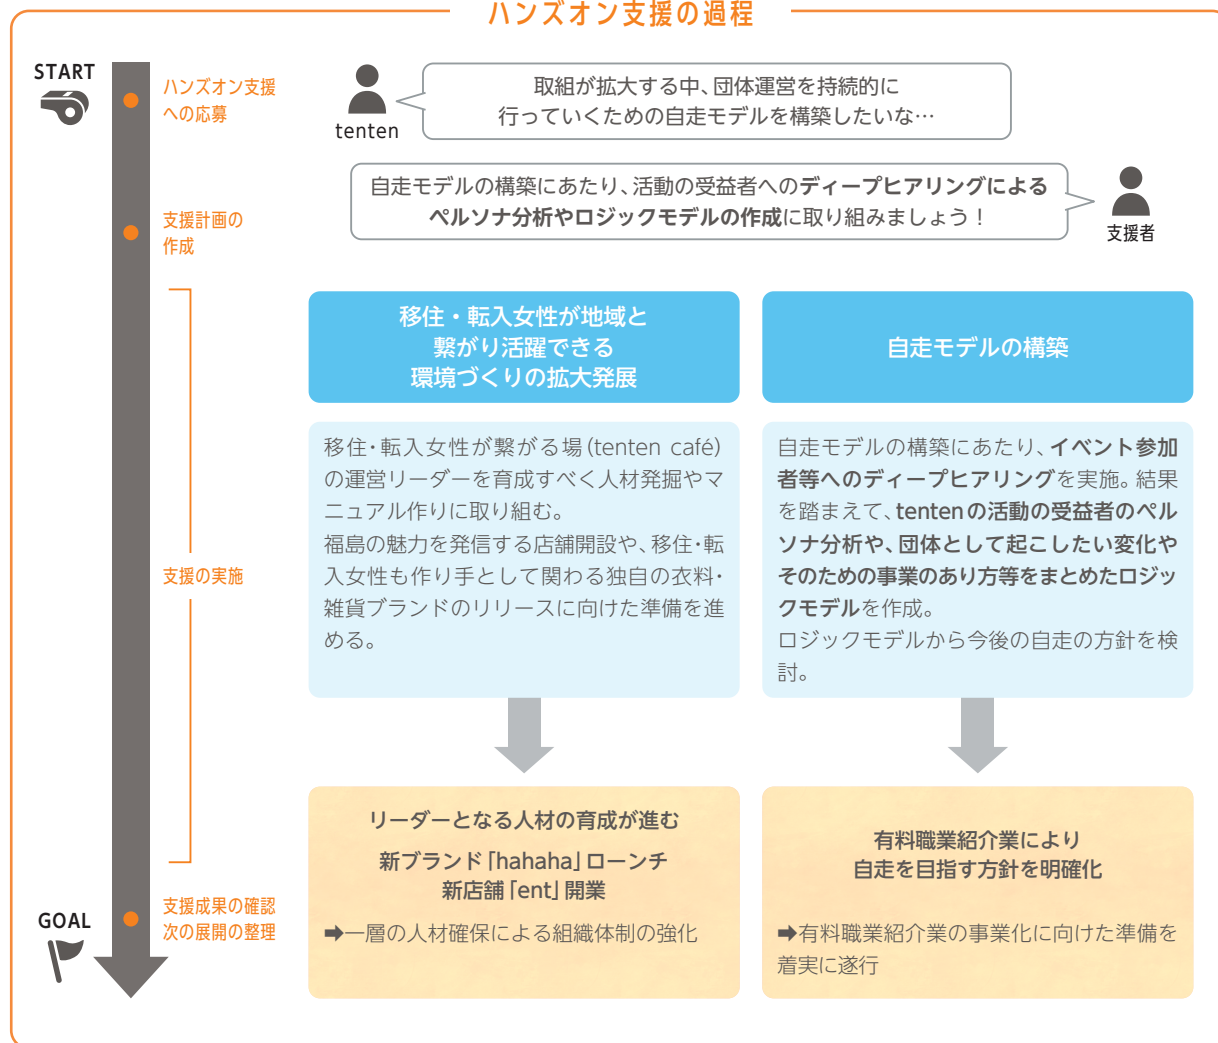 ハンズオン支援の過程
START
ハンズオン支援
への応募
tenten
取組が拡大する中、団体運営を持続的に
行っていくための自走モデルを構築したいな…
自走モデルの構築にあたり、活動の受益者へのディープヒアリングによる
ペルソナ分析やロジックモデルの作成に取り組みましょう！
支援者
支援計画の
作成
支援の実施
移住・転入女性が地域と
繋がり活躍できる
環境づくりの拡大発展
移住・転入女性が繋がる場(tenten café)
の運営リーダーを育成すべく人材発掘やマ
ニュアル作りに取り組む。
福島の魅力を発信する店舗開設や、移住・転
入女性も作り手として関わる独自の衣料・
雑貨ブランドのリリースに向けた準備を進
める。
自走モデルの構築
自走モデルの構築にあたり、イベント参加
者等へのディープヒアリングを実施。結果
を踏まえて、tentenの活動の受益者のペル
ソナ分析や、団体として起こしたい変化や
そのための事業のあり方等をまとめたロジッ
クモデルを作成。
ロジックモデルから今後の自走の方針を検
討。
リーダーとなる人材の育成が進む
新ブランド「hahaha」ローンチ
新店舗「ent」開業
➡一層の人材確保による組織体制の強化
有料職業紹介業により
自走を目指す方針を明確化
➡有料職業紹介業の事業化に向けた準備を
着実に遂行
GOAL
支援成果の確認
次の展開の整理